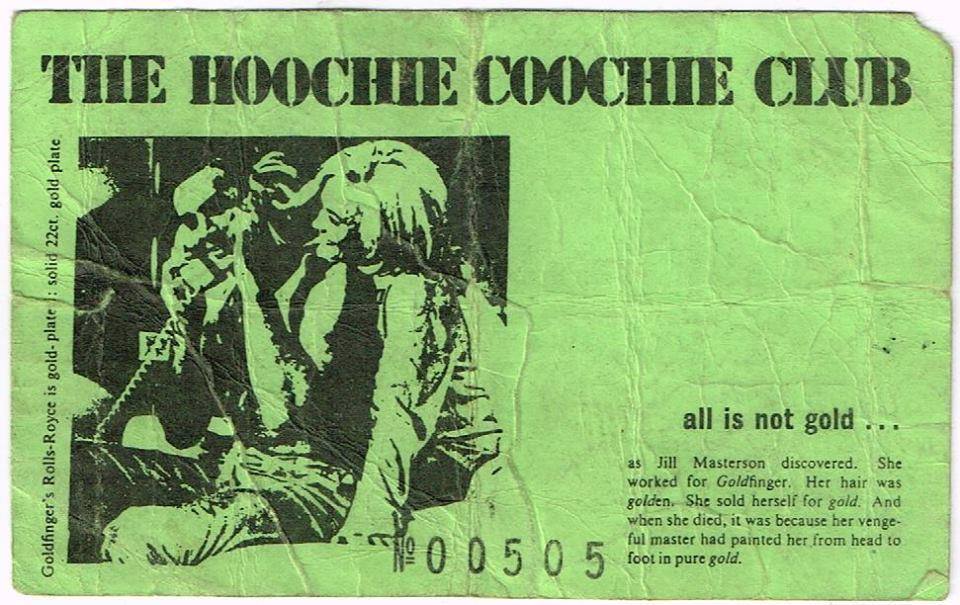 THE HOOCHIE COOCHIE CLUB
Goldfinger's Rolls-Royce is gold-plate : solid 22ct. gold plate
all is not gold ...
as Jill Masterson discovered. She
worked for Goldfinger. Her hair was
golden. She sold herself for gold. And
when she died, it was because her venge-
ful master had painted her from head to
foot in pure gold.
№ 00505